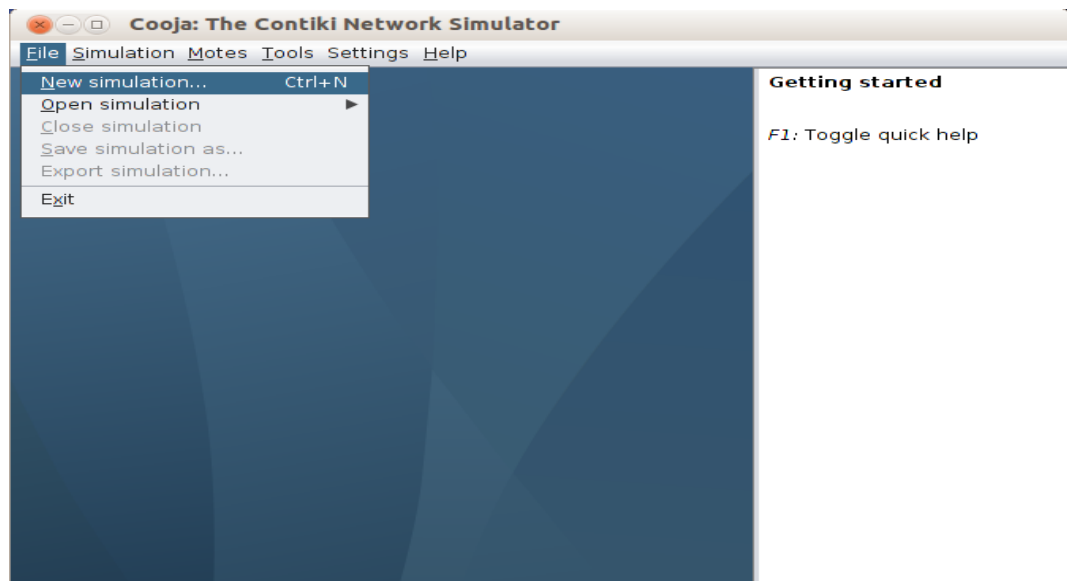 Cooja: The Contiki Network Simulator
File Simulation Motes Tools Settings Help
New simulation... Ctrl+N
Open simulation
Close simulation
Save simulation as...
Export simulation...
Exit
Getting started
F1: Toggle quick help